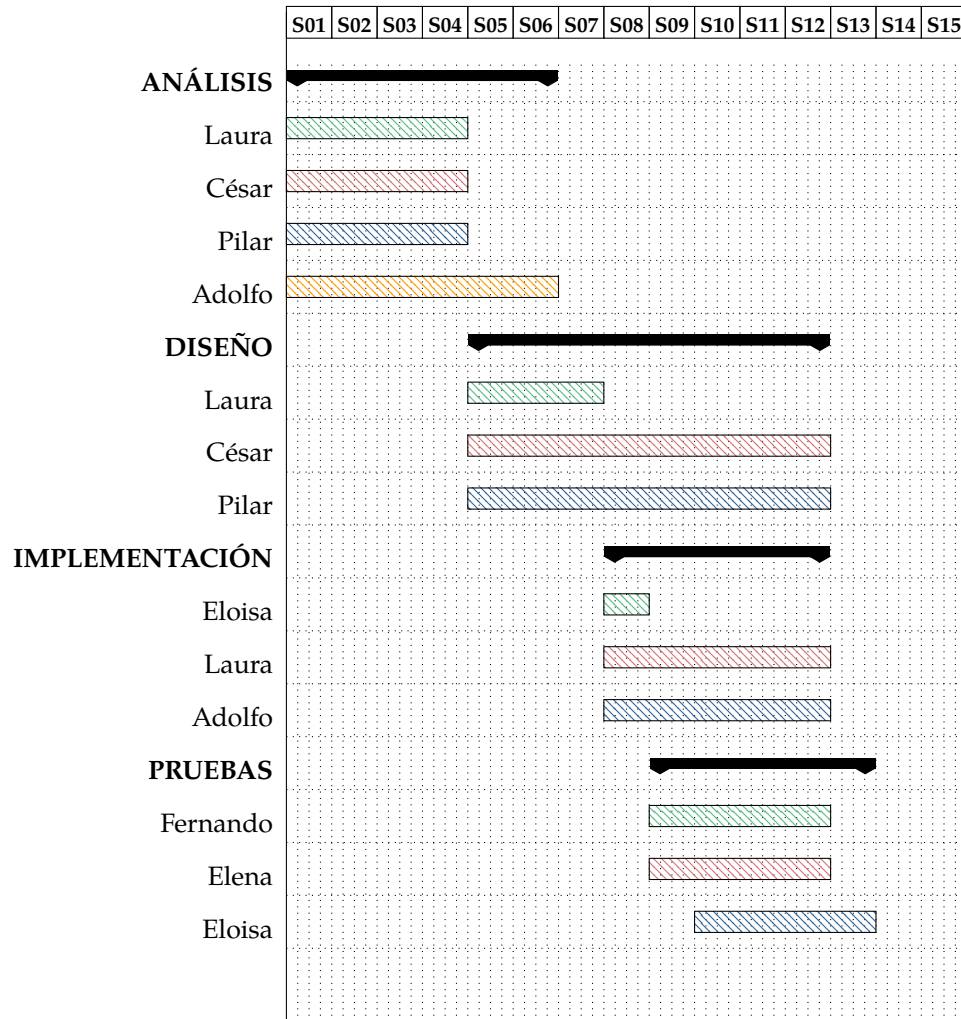 S01 S02 S03 S04 S05 S06 S07 S08 S09 S10 S11 S12 S13 S14 S15
ANÁLISIS
Laura
César
Pilar
Adolfo
DISEÑO
Laura
César
Pilar
IMPLEMENTACIÓN
Eloisa
Laura
Adolfo
PRUEBAS
Fernando
Elena
Eloisa